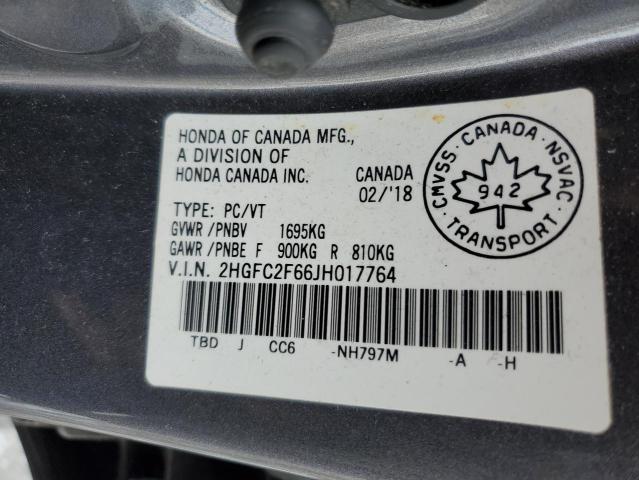 HONDA OF CANADA MFG.,
A DIVISION OF
HONDA CANADA INC. CANADA
02/'18
TYPE: PC/VT
GVWR/PNBV 1695KG
GAWR/PNBE F 900KG R 810KG
V.I.N. 2HGFC2F66JH017764
TBD J CC6 -NH797M -A -H
CMVSS·CANADA·NSVAC·TRANSPORT·
942